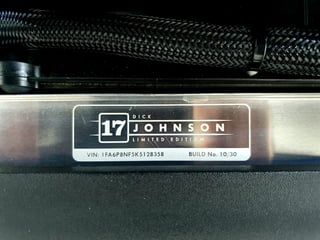 17 DICK
JOHNSON
LIMITED EDITION
VIN: 1FA6P8NF5K5128358 BUILD No. 10/30